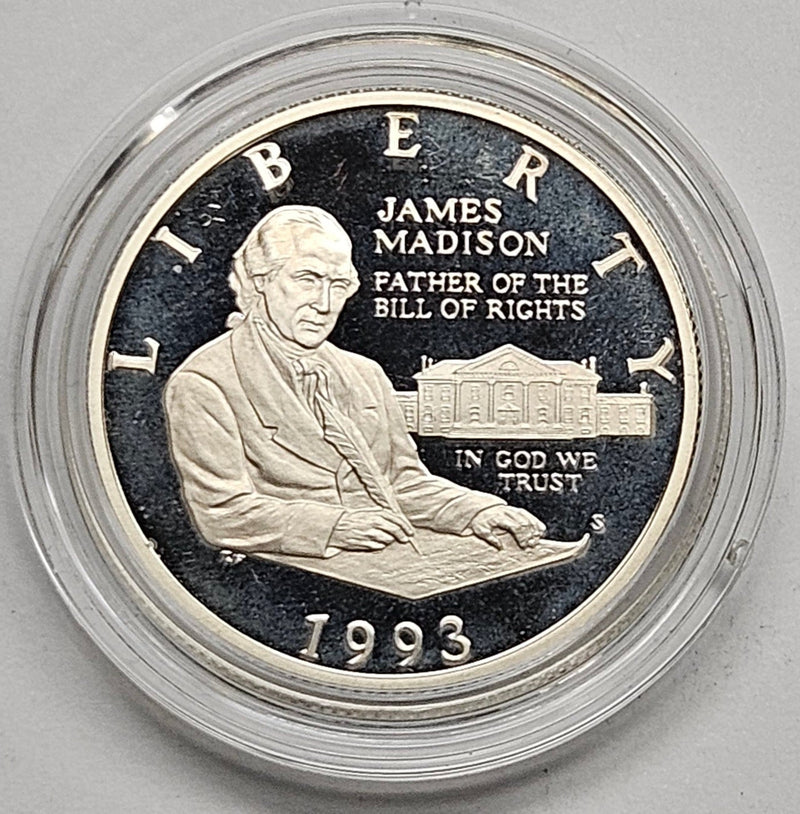 LIBERTY
JAMES
MADISON
FATHER OF THE
BILL OF RIGHTS
IN GOD WE
TRUST
S
1993